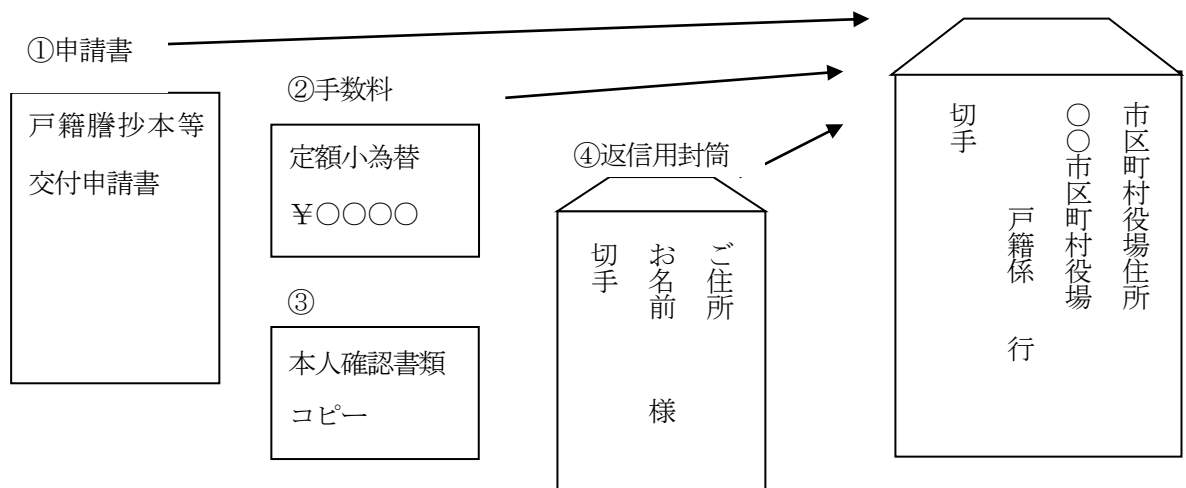 ①申請書
戸籍謄抄本等
交付申請書
②手数料
定額小為替
¥○○○○
③
本人確認書類
コピー
④返信用封筒
ご住所
お名前 様
切手
市区町村役場住所
○○市区町村役場
戸籍係 行
切手